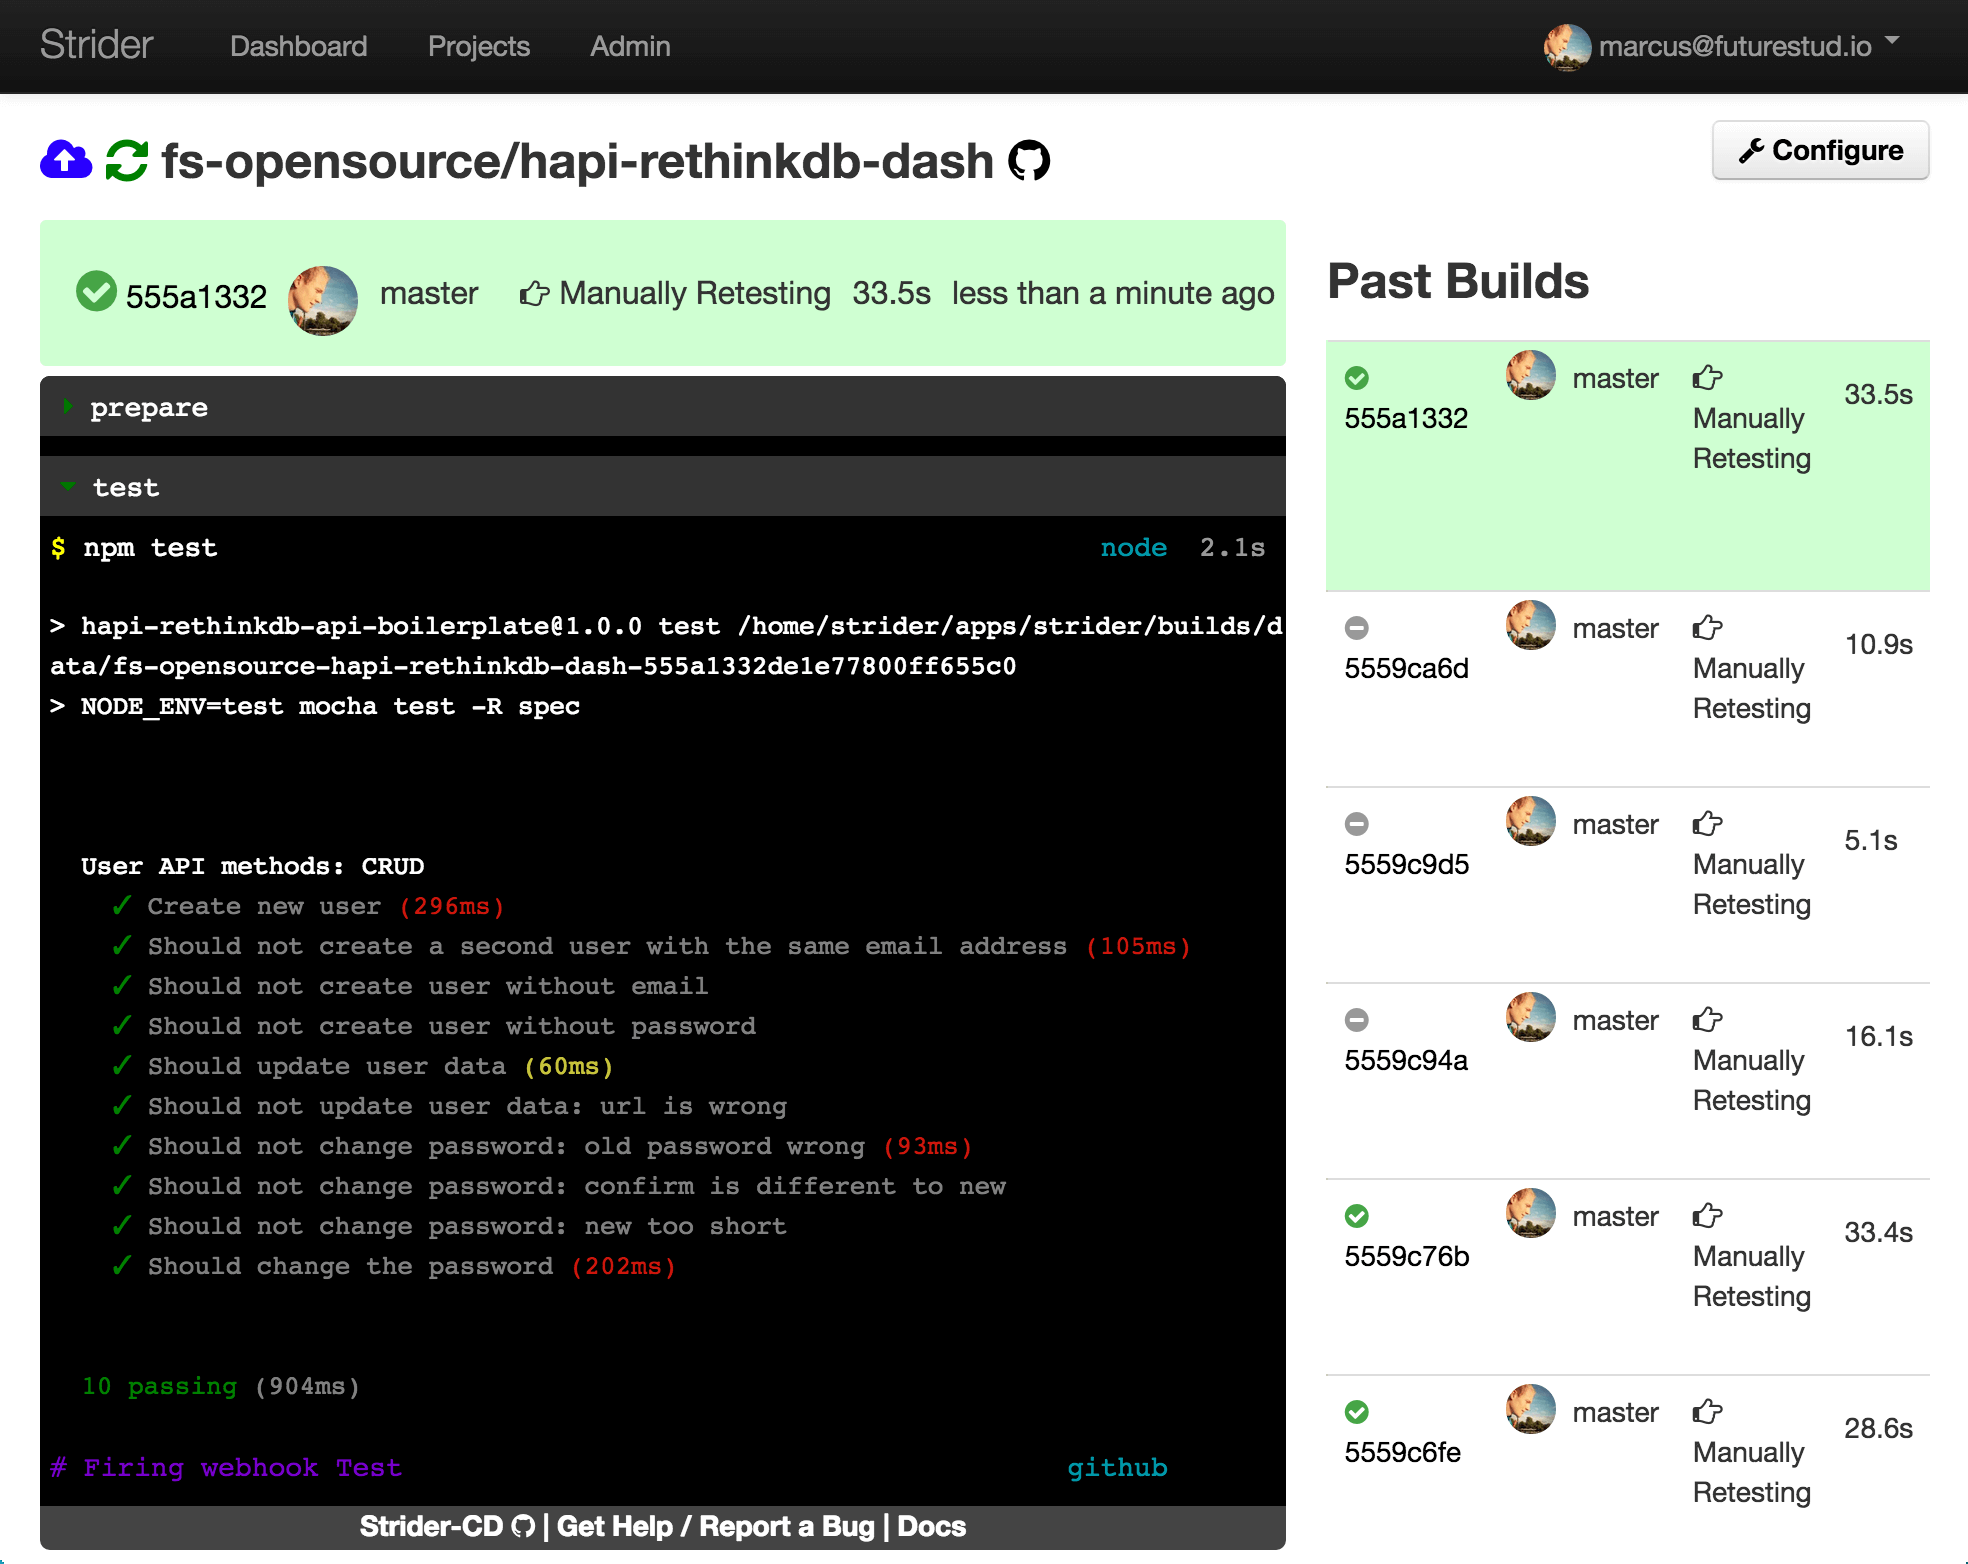 Strider Dashboard Projects Admin marcus@futurestud.io
fs-opensource/hapi-rethinkdb-dash
Configure
555a1332 master Manually Retesting 33.5s less than a minute ago
prepare
test
$ npm test node 2.1s
> hapi-rethinkdb-api-boilerplate@1.0.0 test /home/strider/apps/strider/builds/d
ata/fs-opensource-hapi-rethinkdb-dash-555a1332de1e77800ff655c0
> NODE_ENV=test mocha test -R spec
User API methods: CRUD
✓ Create new user (296ms)
✓ Should not create a second user with the same email address (105ms)
✓ Should not create user without email
✓ Should not create user without password
✓ Should update user data (60ms)
✓ Should not update user data: url is wrong
✓ Should not change password: old password wrong (93ms)
✓ Should not change password: confirm is different to new
✓ Should not change password: new too short
✓ Should change the password (202ms)
10 passing (904ms)
# Firing webhook Test github
Strider-CD | Get Help / Report a Bug | Docs
Past Builds
master 33.5s
555a1332 Manually
Retesting
master 10.9s
5559ca6d Manually
Retesting
master 5.1s
5559c9d5 Manually
Retesting
master 16.1s
5559c94a Manually
Retesting
master 33.4s
5559c76b Manually
Retesting
master 28.6s
5559c6fe Manually
Retesting